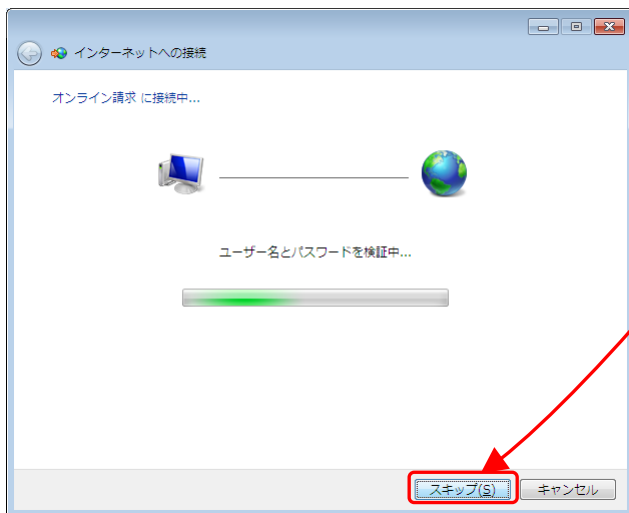 インターネットへの接続
オンライン請求 に接続中...
ユーザー名とパスワードを検証中...
スキップ(S) キャンセル